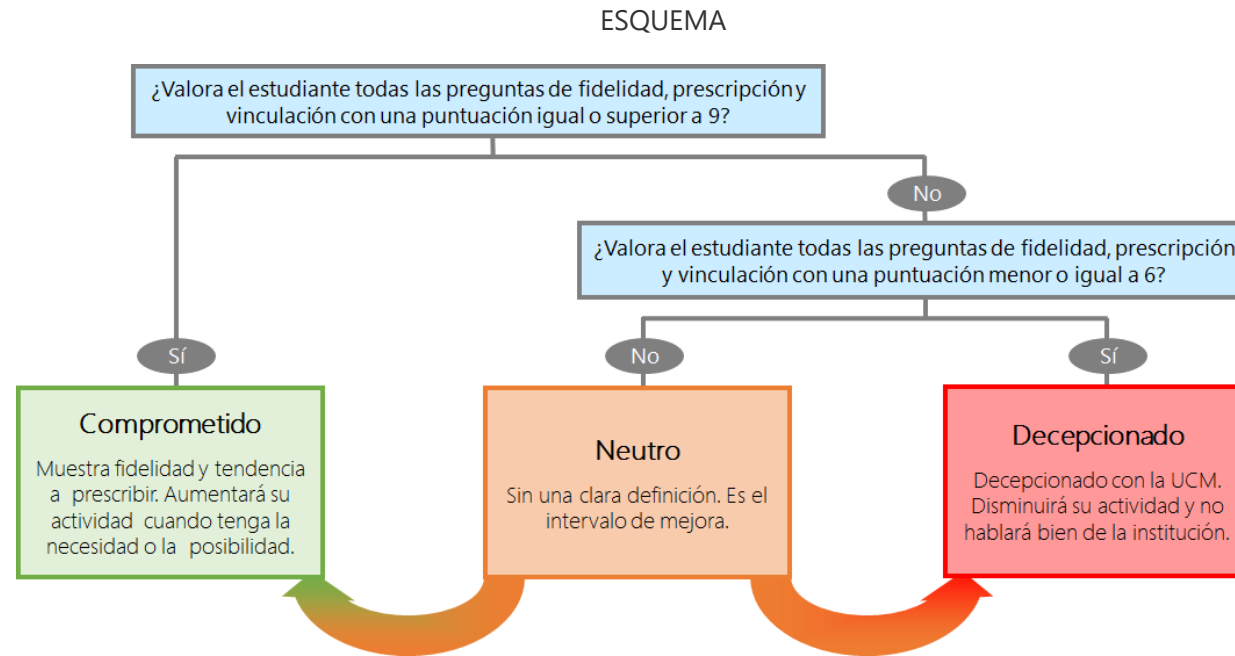 ESQUEMA
¿Valora el estudiante todas las preguntas de fidelidad, prescripción y
vinculación con una puntuación igual o superior a 9?
No
¿Valora el estudiante todas las preguntas de fidelidad, prescripción
y vinculación con una puntuación menor o igual a 6?
Sí
No
Sí
Comprometido
Muestra fidelidad y tendencia
a prescribir. Aumentará su
actividad cuando tenga la
necesidad o la posibilidad.
Neutro
Sin una clara definición. Es el
intervalo de mejora.
Decepcionado
Decepcionado con la UCM.
Disminuirá su actividad y no
hablará bien de la institución.